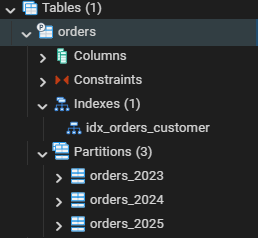 Tables (1)
orders
Columns
Constraints
Indexes (1)
idx_orders_customer
Partitions (3)
orders_2023
orders_2024
orders_2025